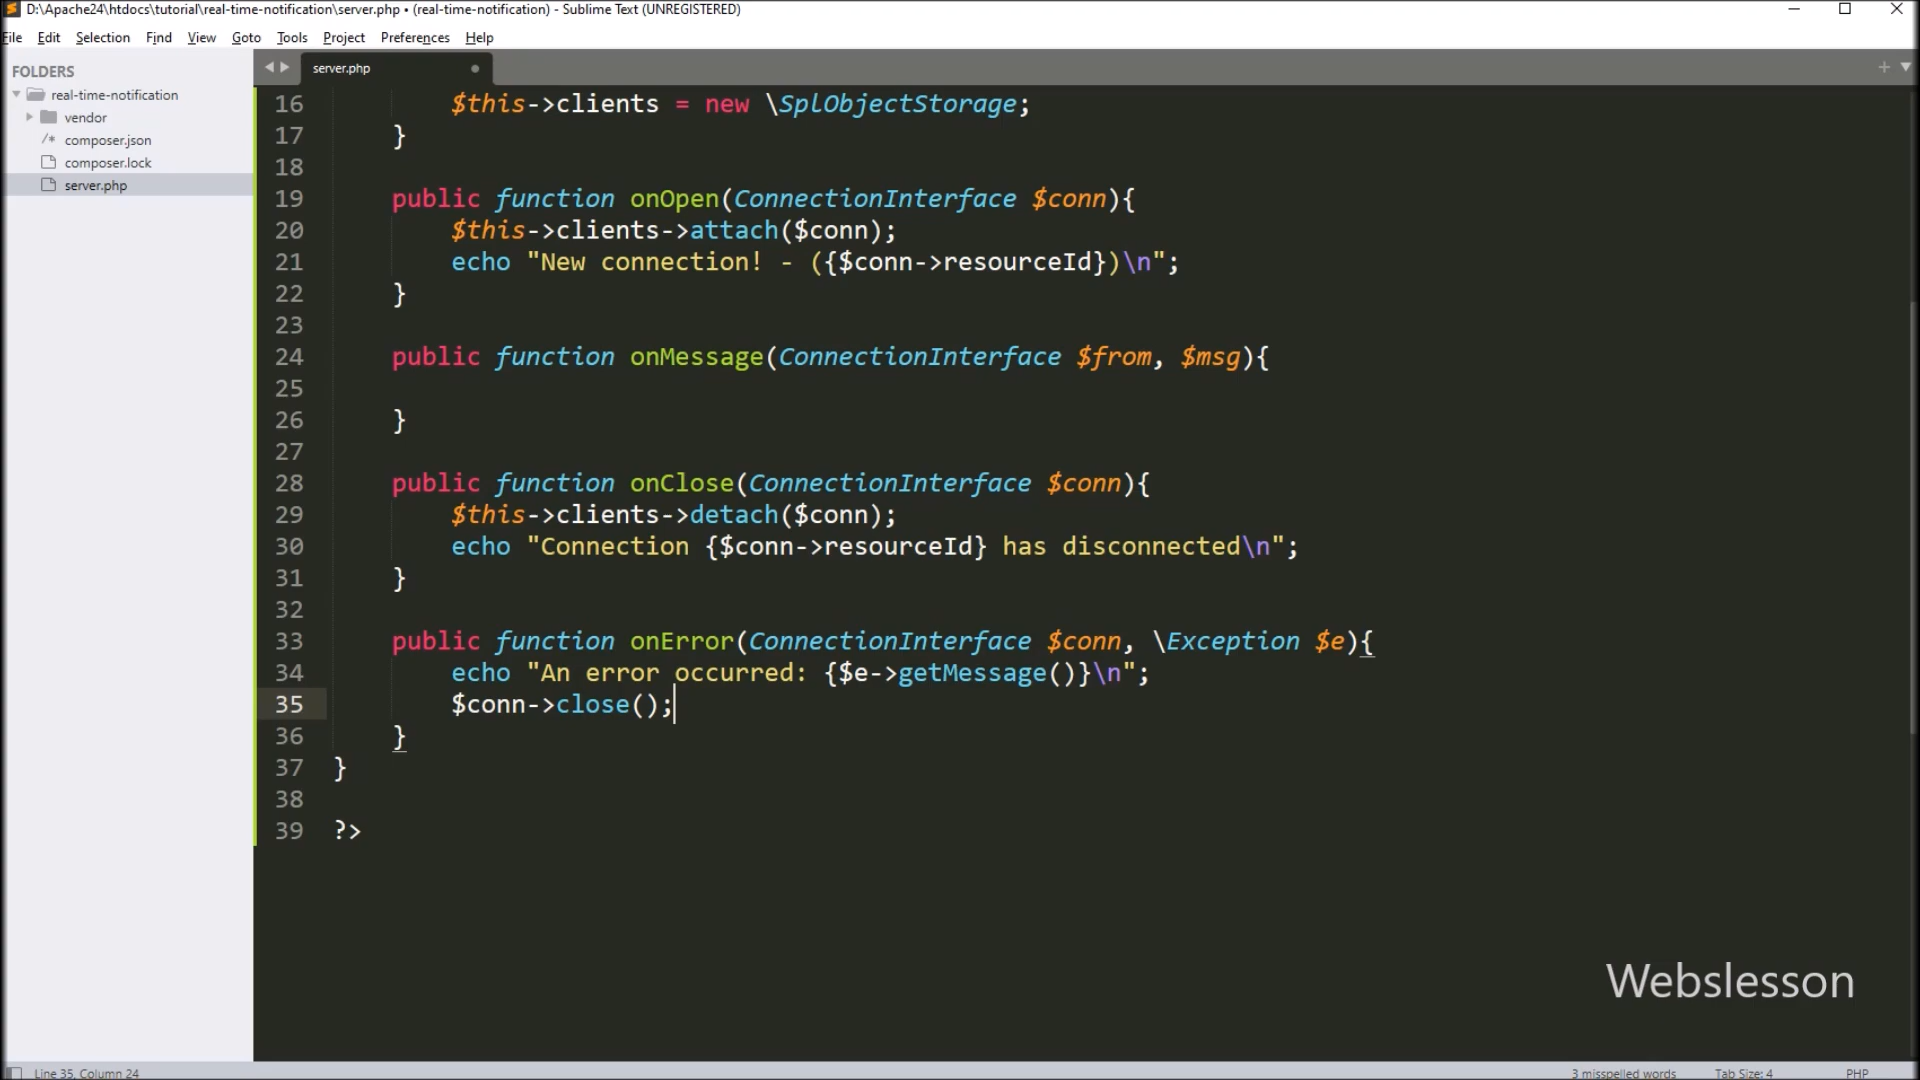 D:\Apache24\htdocs\tutorial\real-time-notification\server.php • (real-time-notification) - Sublime Text (UNREGISTERED)
File Edit Selection Find View Goto Tools Project Preferences Help
FOLDERS
real-time-notification
vendor
/* composer.json
composer.lock
server.php
server.php
16 $this->clients = new \SplObjectStorage;
17 }
18
19 public function onOpen(ConnectionInterface $conn){
20 $this->clients->attach($conn);
21 echo "New connection! - ({$conn->resourceId})\n";
22 }
23
24 public function onMessage(ConnectionInterface $from, $msg){
25
26 }
27
28 public function onClose(ConnectionInterface $conn){
29 $this->clients->detach($conn);
30 echo "Connection {$conn->resourceId} has disconnected\n";
31 }
32
33 public function onError(ConnectionInterface $conn, \Exception $e){
34 echo "An error occurred: {$e->getMessage()}\n";
35 $conn->close();
36 }
37 }
38
39 ?>
Webslesson
Line 35, Column 24 3 misspelled words Tab Size: 4 PHP